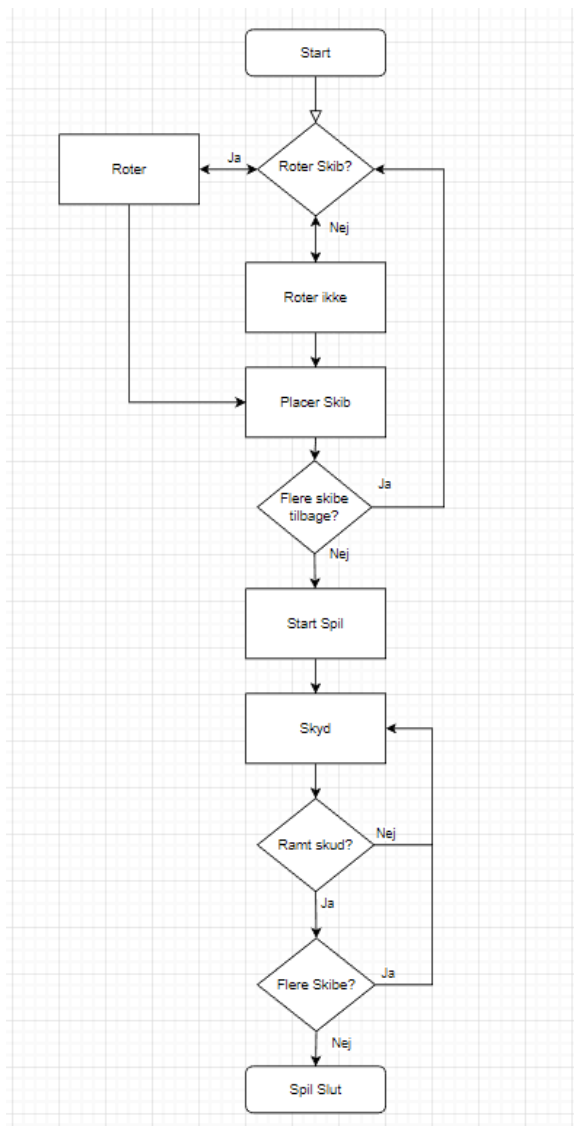 Start
Roter Skib?
Ja
Roter
Nej
Roter ikke
Placer Skib
Flere skibe
tilbage?
Ja
Nej
Start Spil
Skyd
Ramt skud?
Nej
Ja
Flere Skibe?
Ja
Nej
Spil Slut